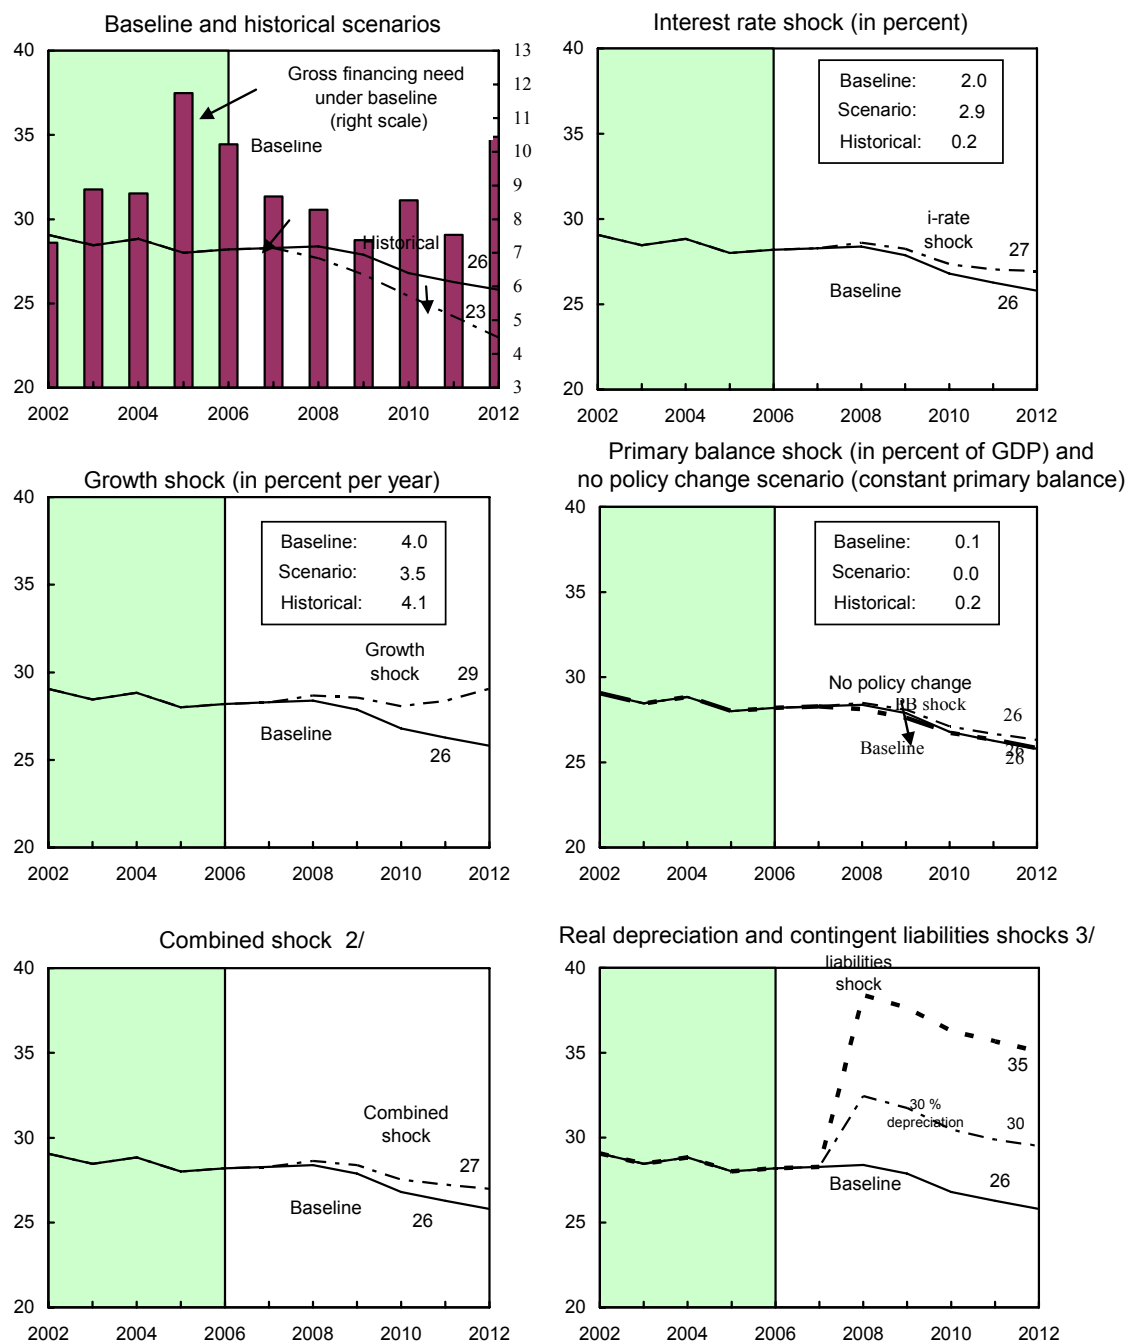 Baseline and historical scenarios
40
35
30
25
20
13
12
11
10
9
8
7
6
5
4
3
Gross financing need
under baseline
(right scale)
Baseline
Historical
26
23
2002 2004 2006 2008 2010 2012
Interest rate shock (in percent)
40
35
30
25
20
Baseline: 2.0
Scenario: 2.9
Historical: 0.2
i-rate
shock
27
Baseline
26
2002 2004 2006 2008 2010 2012
Growth shock (in percent per year)
40
35
30
25
20
Baseline: 4.0
Scenario: 3.5
Historical: 4.1
Growth
shock
29
Baseline
26
2002 2004 2006 2008 2010 2012
Primary balance shock (in percent of GDP) and
no policy change scenario (constant primary balance)
40
35
30
25
20
Baseline: 0.1
Scenario: 0.0
Historical: 0.2
No policy change
shock
26
Baseline
26
26
2002 2004 2006 2008 2010 2012
Combined shock 2/
40
35
30
25
20
Combined
shock
27
Baseline
26
2002 2004 2006 2008 2010 2012
Real depreciation and contingent liabilities shocks 3/
40
35
30
25
20
liabilities
shock
35
30 %
depreciation
30
Baseline
26
2002 2004 2006 2008 2010 2012